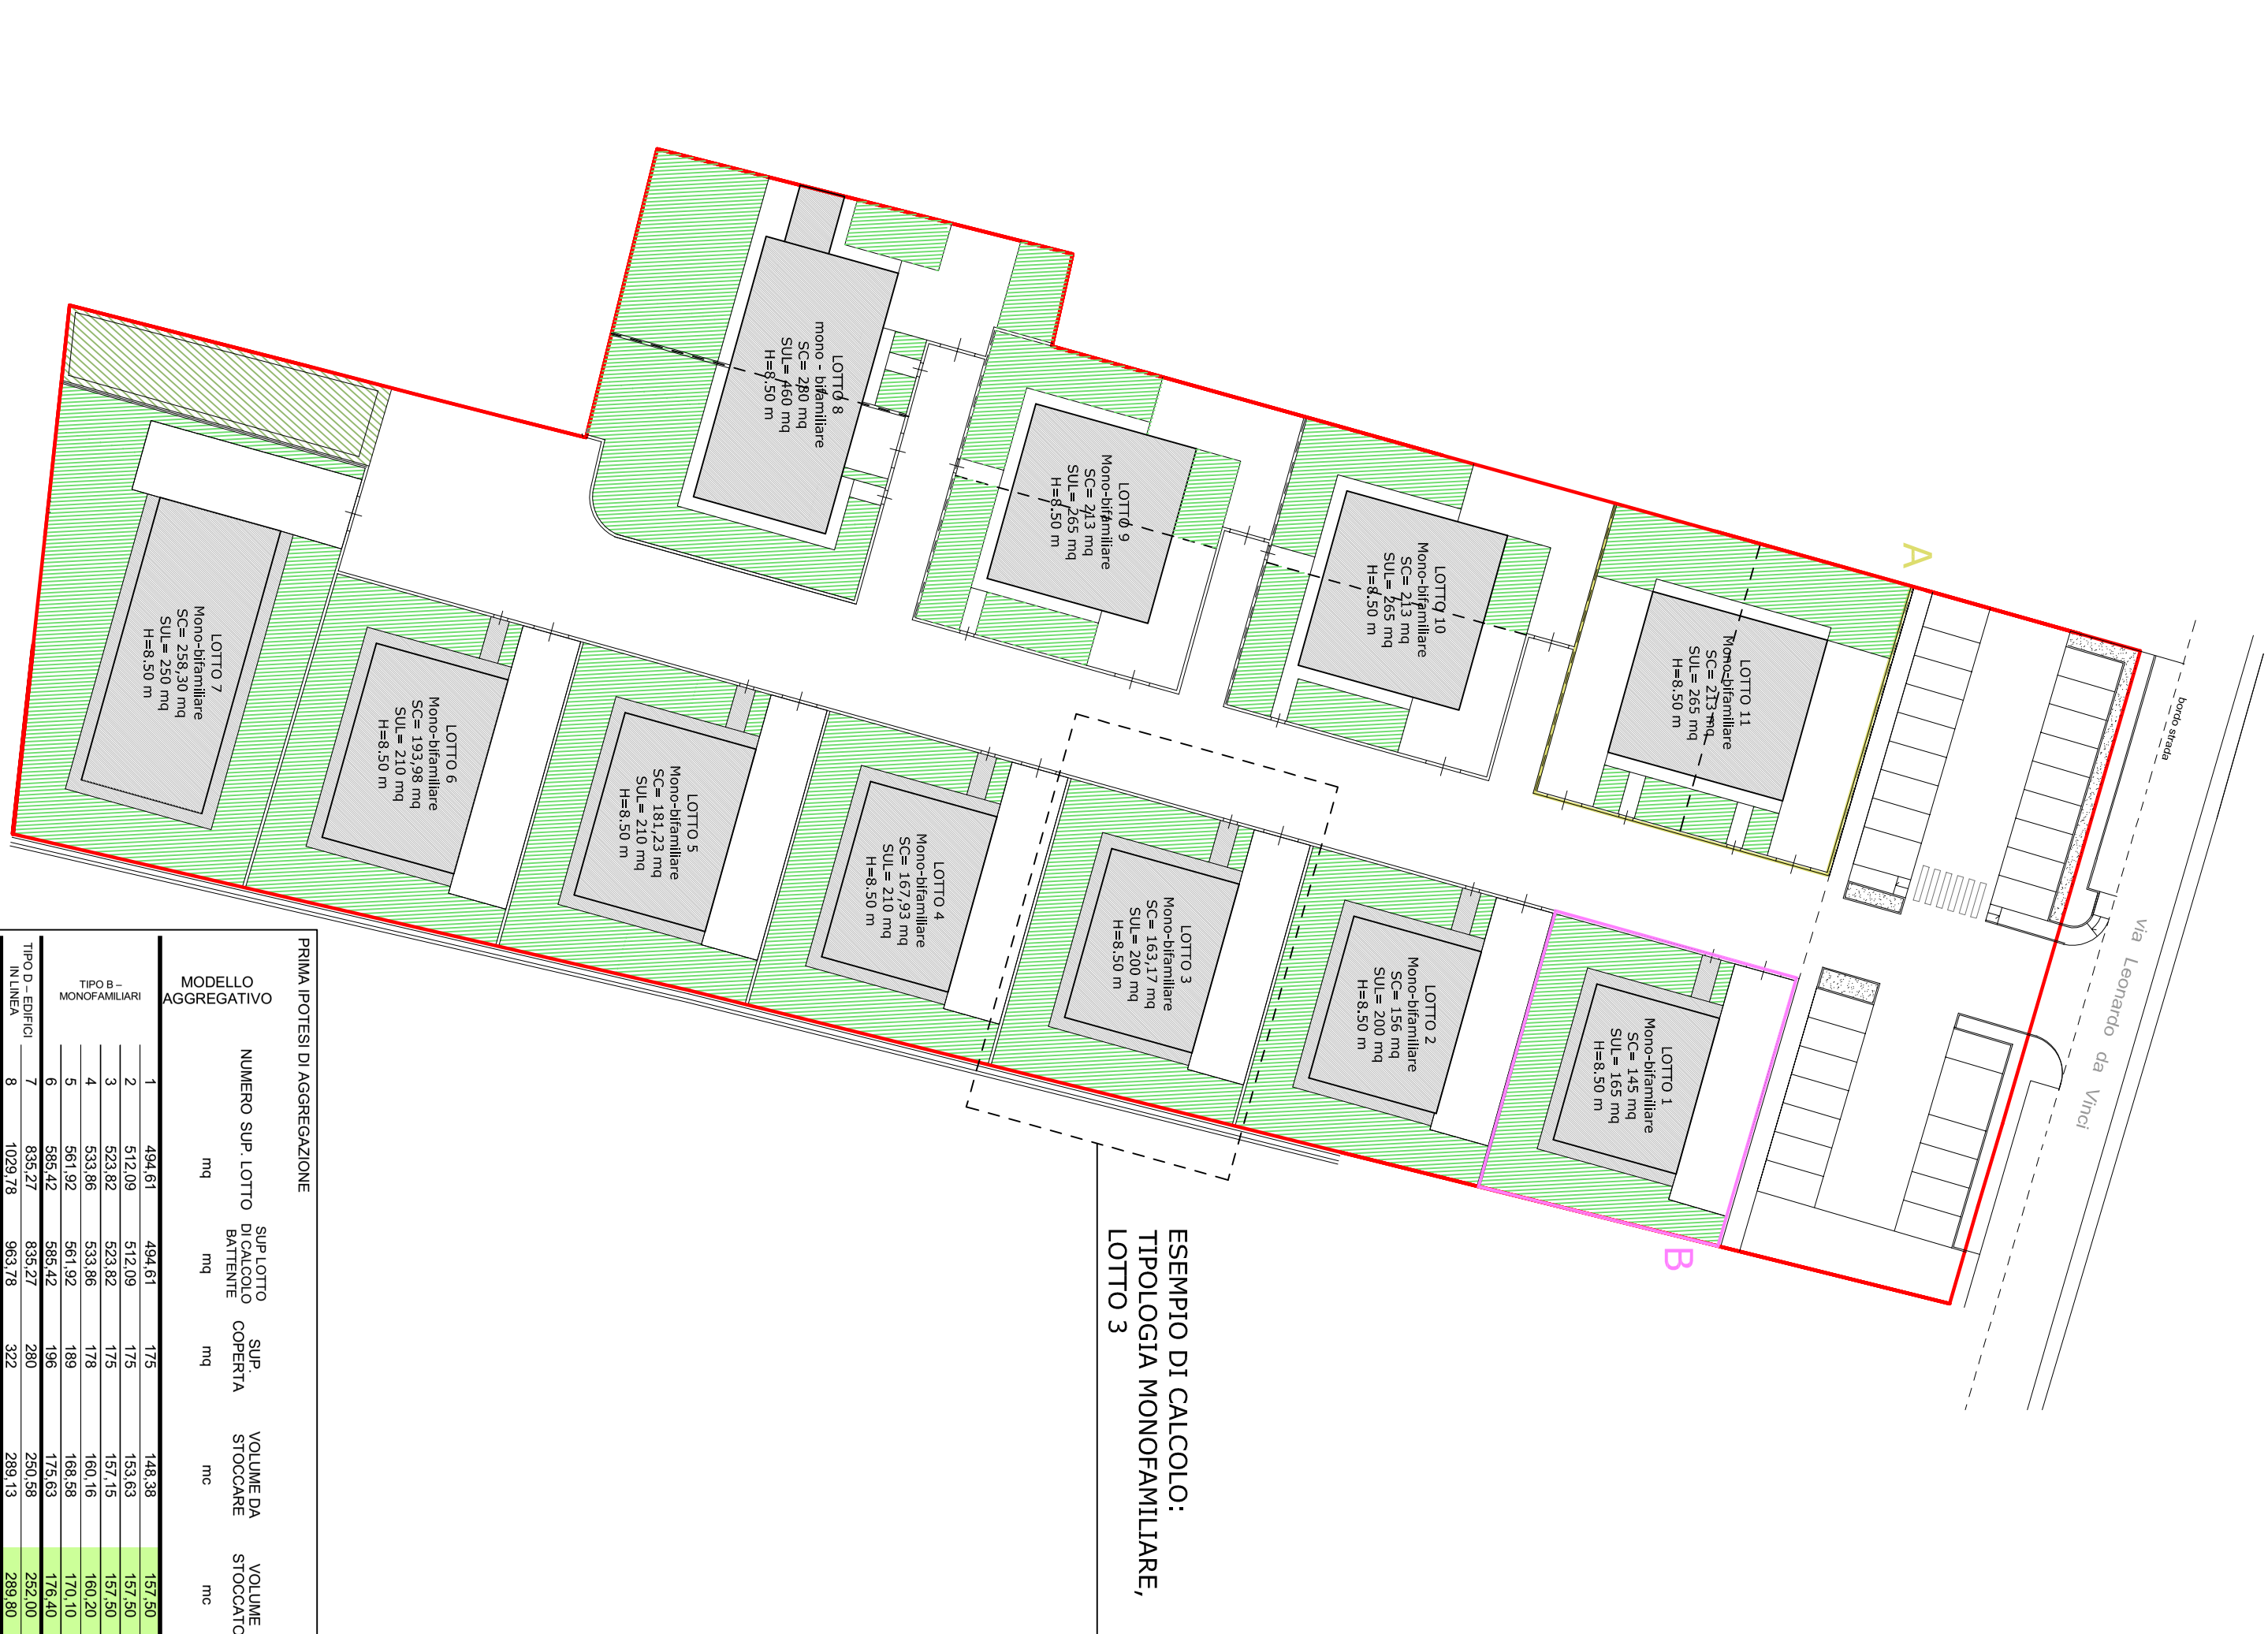 Via Leonardo da Vinci
bordo strada
A
B
LOTTO 8
mono - bifamiliare
SC= 280 mq
SUL= 460 mq
H=8.50 m
LOTTO 9
Mono-bifamiliare
SC= 213 mq
SUL= 265 mq
H=8.50 m
LOTTO 10
Mono-bifamiliare
SC= 213 mq
SUL= 265 mq
H=8.50 m
LOTTO 11
Mono-bifamiliare
SC= 213 mq
SUL= 265 mq
H=8.50 m
LOTTO 7
Mono-bifamiliare
SC= 258,30 mq
SUL= 250 mq
H=8.50 m
LOTTO 6
Mono-bifamiliare
SC= 193,98 mq
SUL= 210 mq
H=8.50 m
LOTTO 5
Mono-bifamiliare
SC= 181,23 mq
SUL= 210 mq
H=8.50 m
LOTTO 4
Mono-bifamiliare
SC= 167,93 mq
SUL= 210 mq
H=8.50 m
LOTTO 3
Mono-bifamiliare
SC= 163,17 mq
SUL= 200 mq
H=8.50 m
LOTTO 2
Mono-bifamiliare
SC= 156 mq
SUL= 200 mq
H=8.50 m
LOTTO 1
Mono-bifamiliare
SC= 145 mq
SUL= 165 mq
H=8.50 m
ESEMPIO DI CALCOLO:
TIPOLOGIA MONOFAMILIARE,
LOTTO 3
PRIMA IPOTESI DI AGGREGAZIONE
MODELLO
AGGREGATIVO
NUMERO
SUP. LOTTO
mq
SUP LOTTO
DI CALCOLO
BATTENTE
mq
SUP.
COPERTA
mq
VOLUME DA
STOCCARE
mc
VOLUME
STOCCATO
mc
TIPO B –
MONOFAMILIARI
1 494,61 494,61 175 148,38 157,50
2 512,09 512,09 175 153,63 157,50
3 523,82 523,82 175 157,15 157,50
4 533,86 533,86 178 160,16 160,20
5 561,92 561,92 189 168,58 170,10
6 585,42 585,42 196 175,63 176,40
TIPO D – EDIFICI
IN LINEA
7 835,27 835,27 280 250,58 252,00
8 1029,78 963,78 322 289,13 289,80